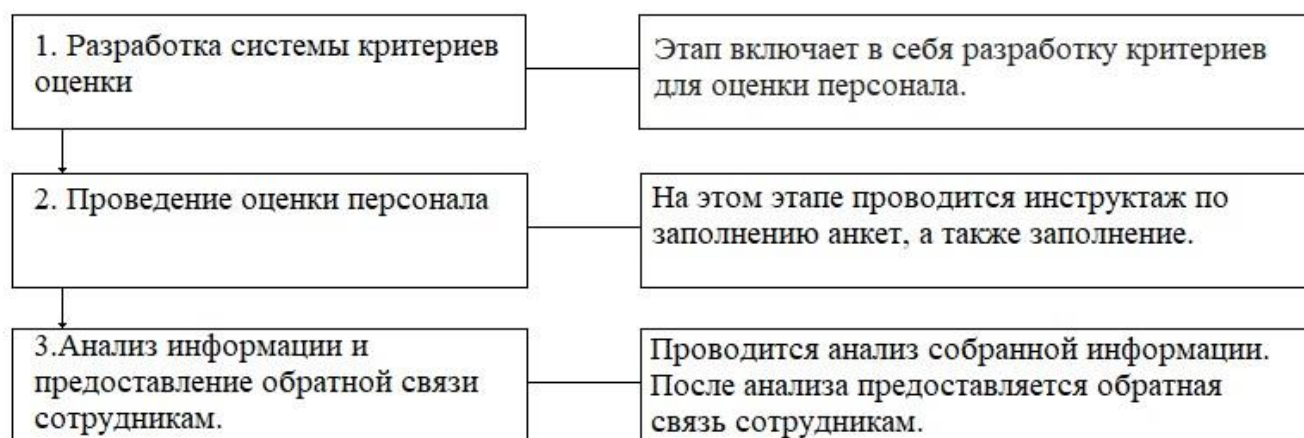 1. Разработка системы критериев
оценки
Этап включает в себя разработку критериев
для оценки персонала.
2. Проведение оценки персонала
На этом этапе проводится инструктаж по
заполнению анкет, а также заполнение.
3.Анализ информации и
предоставление обратной связи
сотрудникам.
Проводится анализ собранной информации.
После анализа предоставляется обратная
связь сотрудникам.